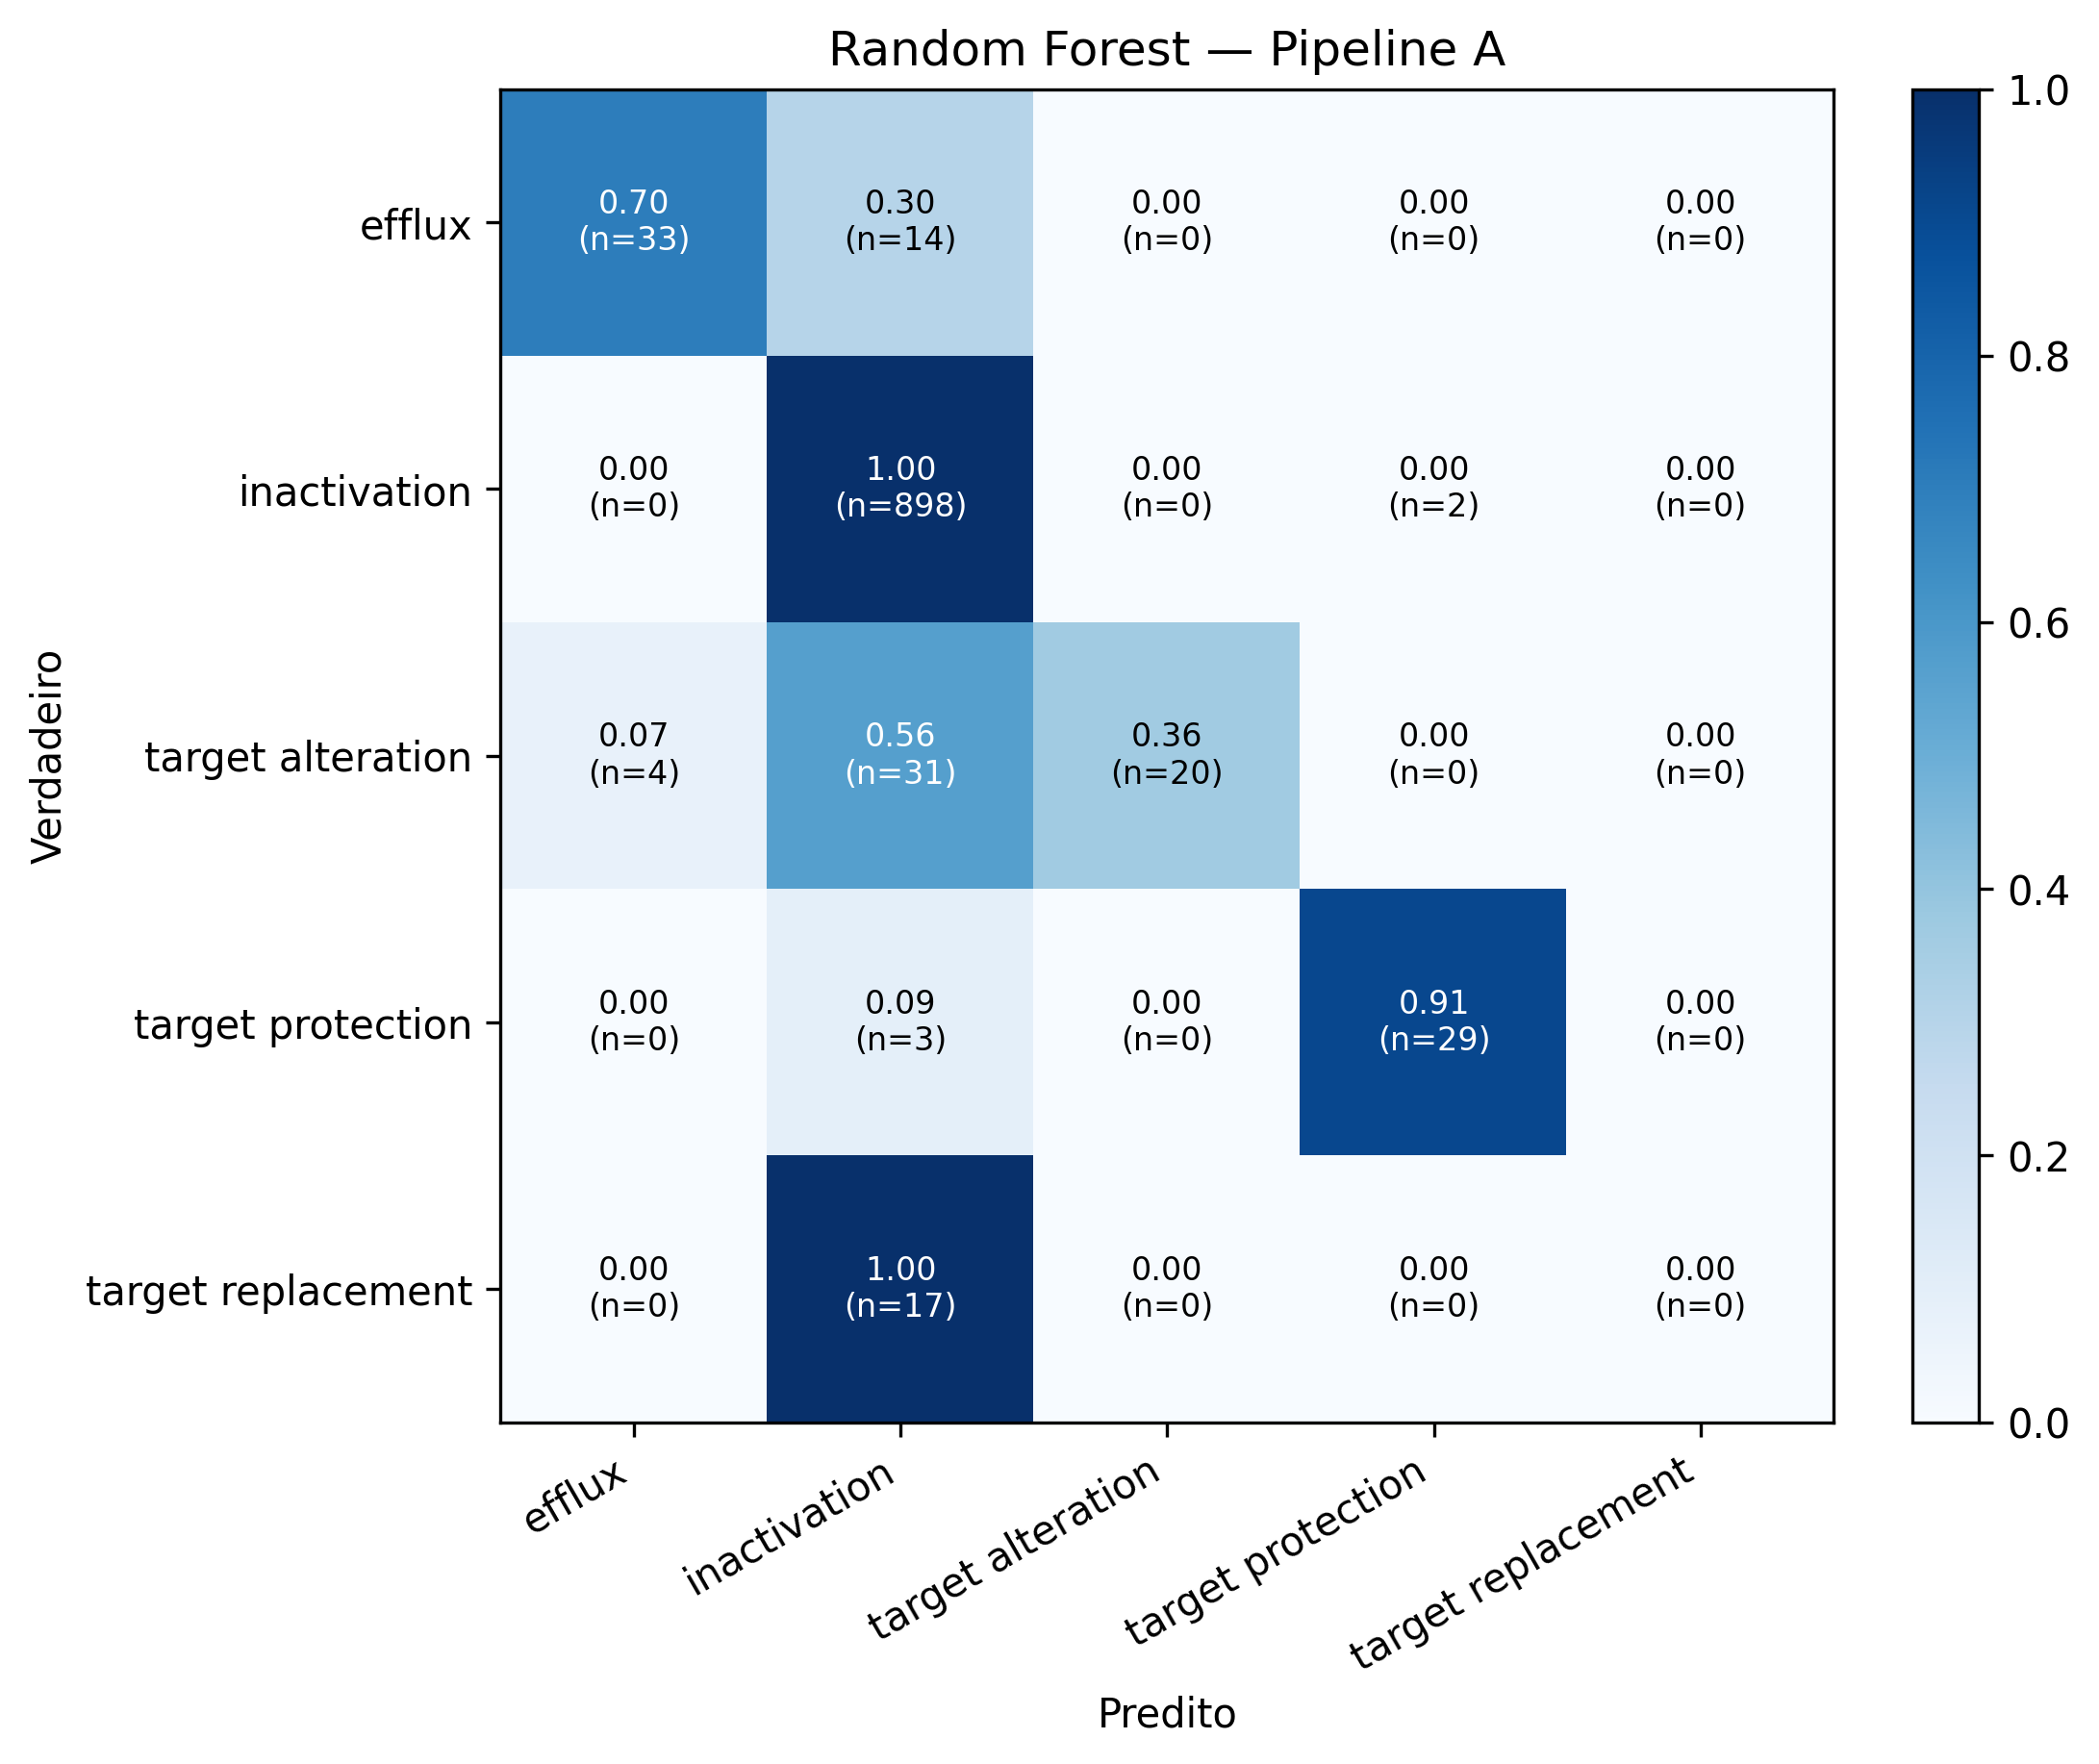 Random Forest — Pipeline A
Verdadeiro
efflux
0.70
(n=33)
0.30
(n=14)
0.00
(n=0)
0.00
(n=0)
0.00
(n=0)
inactivation
0.00
(n=0)
1.00
(n=898)
0.00
(n=0)
0.00
(n=2)
0.00
(n=0)
target alteration
0.07
(n=4)
0.56
(n=31)
0.36
(n=20)
0.00
(n=0)
0.00
(n=0)
target protection
0.00
(n=0)
0.09
(n=3)
0.00
(n=0)
0.91
(n=29)
0.00
(n=0)
target replacement
0.00
(n=0)
1.00
(n=17)
0.00
(n=0)
0.00
(n=0)
0.00
(n=0)
efflux
inactivation
target alteration
target protection
target replacement
Predito
1.0
0.8
0.6
0.4
0.2
0.0